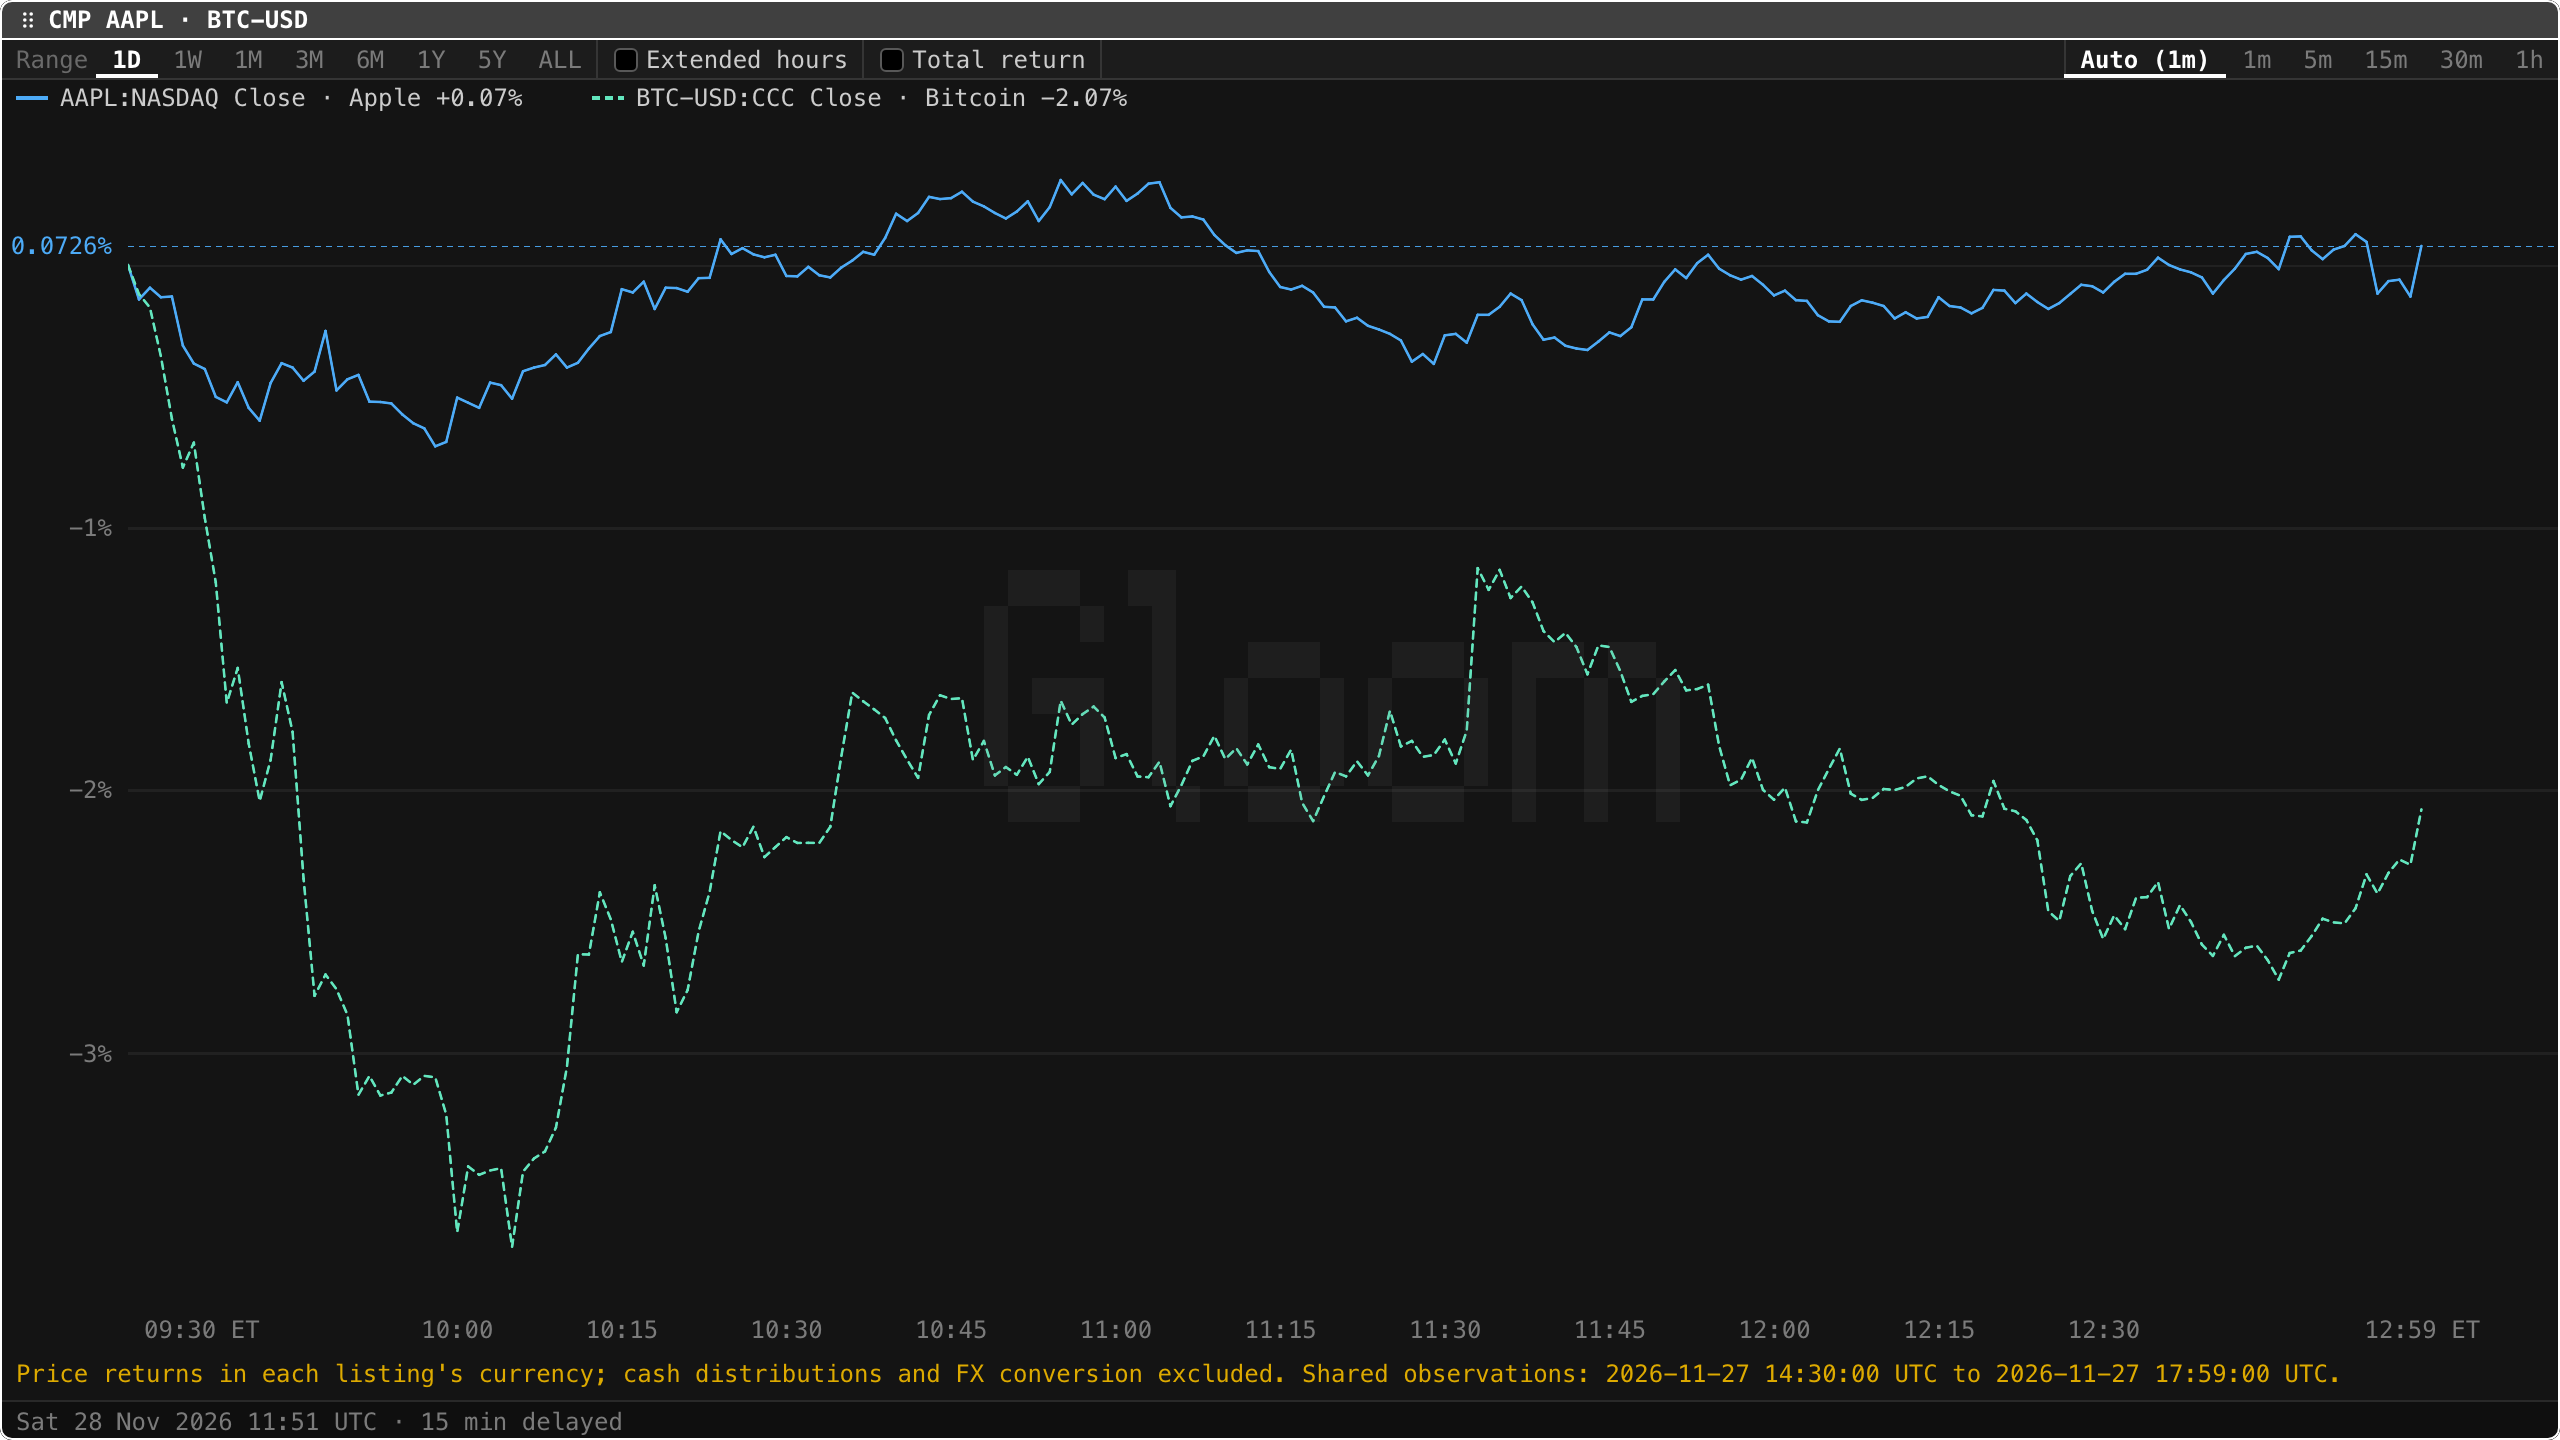 CMP AAPL · BTC−USD
Range 1D 1W 1M 3M 6M 1Y 5Y ALL Extended hours Total return Auto (1m) 1m 5m 15m 30m 1h
AAPL:NASDAQ Close · Apple +0.07% BTC−USD:CCC Close · Bitcoin −2.07%
0.0726%
−1%
Gloom
−2%
−3%
09:30 ET 10:00 10:15 10:30 10:45 11:00 11:15 11:30 11:45 12:00 12:15 12:30 12:59 ET
Price returns in each listing's currency; cash distributions and FX conversion excluded. Shared observations: 2026−11−27 14:30:00 UTC to 2026−11−27 17:59:00 UTC.
Sat 28 Nov 2026 11:51 UTC · 15 min delayed